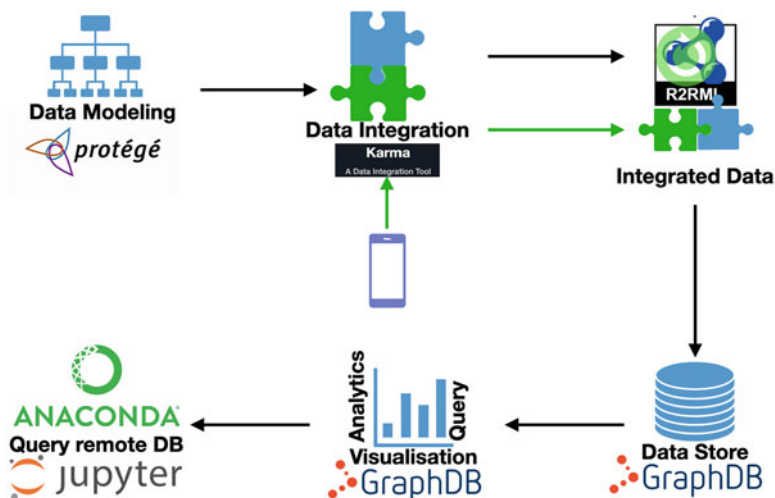 Data Modeling
protégé
Data Integration
Karma
A Data Integration Tool
R2RML
Integrated Data
ANACONDA
Query remote DB
jupyter
Analytics
Query
Visualisation
GraphDB
Data Store
GraphDB